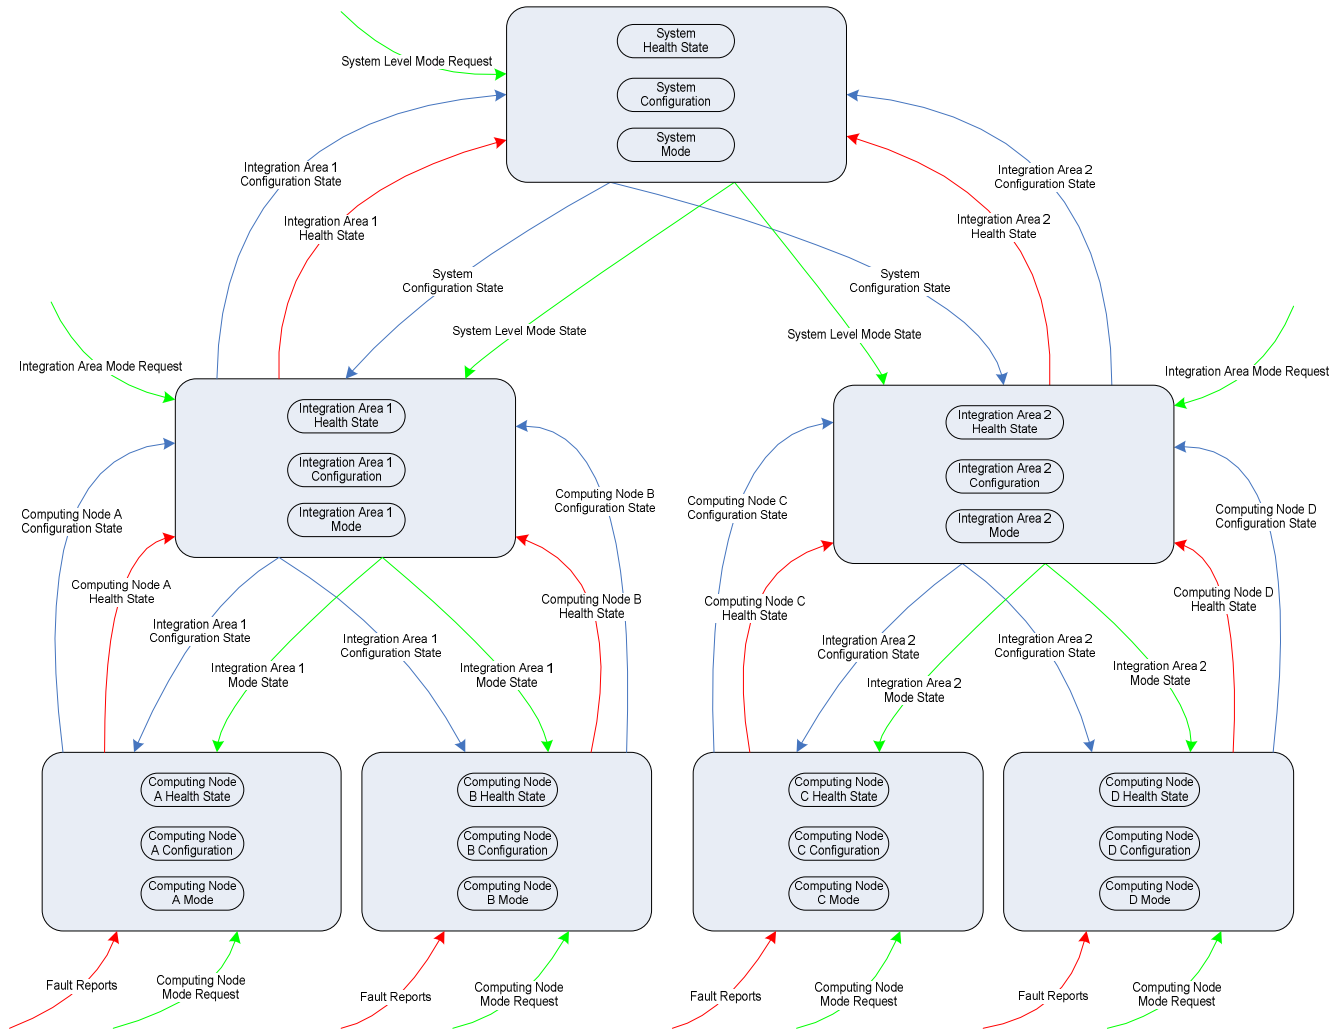 System
Health State
System Level Mode Request
System
Configuration
System
Mode
Integration Area 1
Configuration State
Integration Area 2
Configuration State
Integration Area 1
Health State
Integration Area 2
Health State
System
Configuration State
System
Configuration State
System Level Mode State
System Level Mode State
Integration Area Mode Request
Integration Area Mode Request
Integration Area 1
Health State
Integration Area 1
Configuration
Integration Area 1
Mode
Integration Area 2
Health State
Integration Area 2
Configuration
Integration Area 2
Mode
Computing Node A
Configuration State
Computing Node B
Configuration State
Computing Node C
Configuration State
Computing Node D
Configuration State
Computing Node A
Health State
Computing Node B
Health State
Computing Node C
Health State
Computing Node D
Health State
Integration Area 1
Configuration State
Integration Area 1
Configuration State
Integration Area 2
Configuration State
Integration Area 2
Configuration State
Integration Area 1
Mode State
Integration Area 1
Mode State
Integration Area 2
Mode State
Integration Area 2
Mode State
Computing Node
A Health State
Computing Node
A Configuration
Computing Node
A Mode
Computing Node
B Health State
Computing Node
B Configuration
Computing Node
B Mode
Computing Node
C Health State
Computing Node
C Configuration
Computing Node
C Mode
Computing Node
D Health State
Computing Node
D Configuration
Computing Node
D Mode
Fault Reports
Computing Node
Mode Request
Fault Reports
Computing Node
Mode Request
Fault Reports
Computing Node
Mode Request
Fault Reports
Computing Node
Mode Request